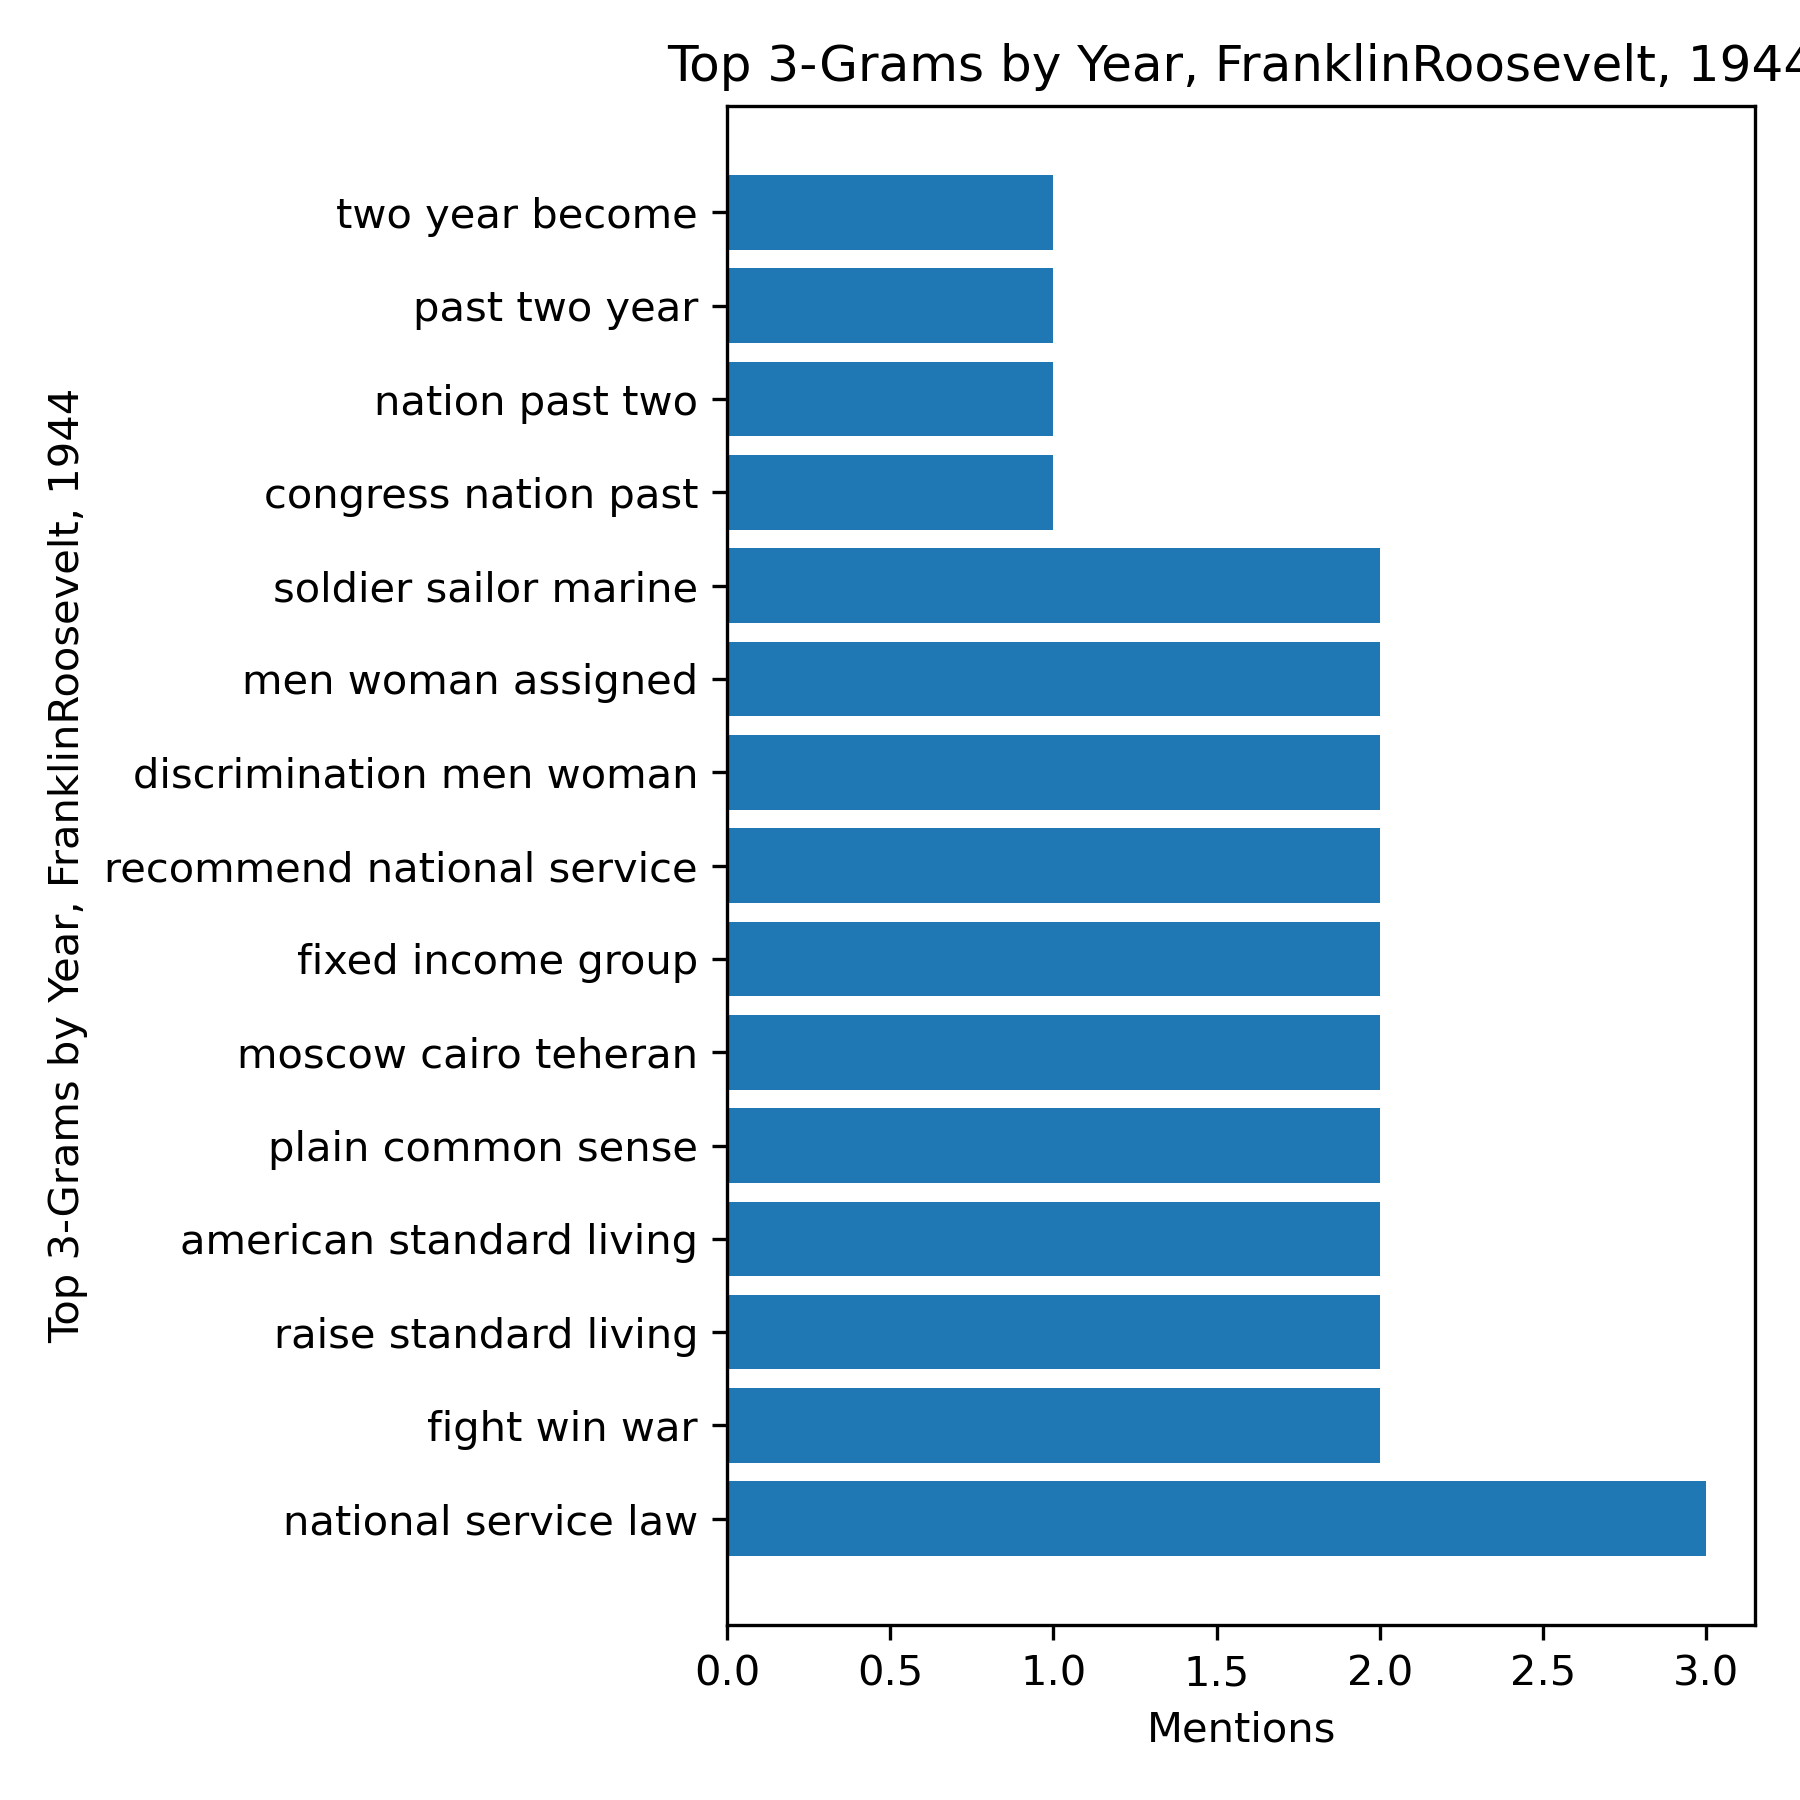 Top 3-Grams by Year, FranklinRoosevelt, 1944
Top 3-Grams by Year, FranklinRoosevelt, 1944
two year become
past two year
nation past two
congress nation past
soldier sailor marine
men woman assigned
discrimination men woman
recommend national service
fixed income group
moscow cairo teheran
plain common sense
american standard living
raise standard living
fight win war
national service law
0.0 0.5 1.0 1.5 2.0 2.5 3.0
Mentions